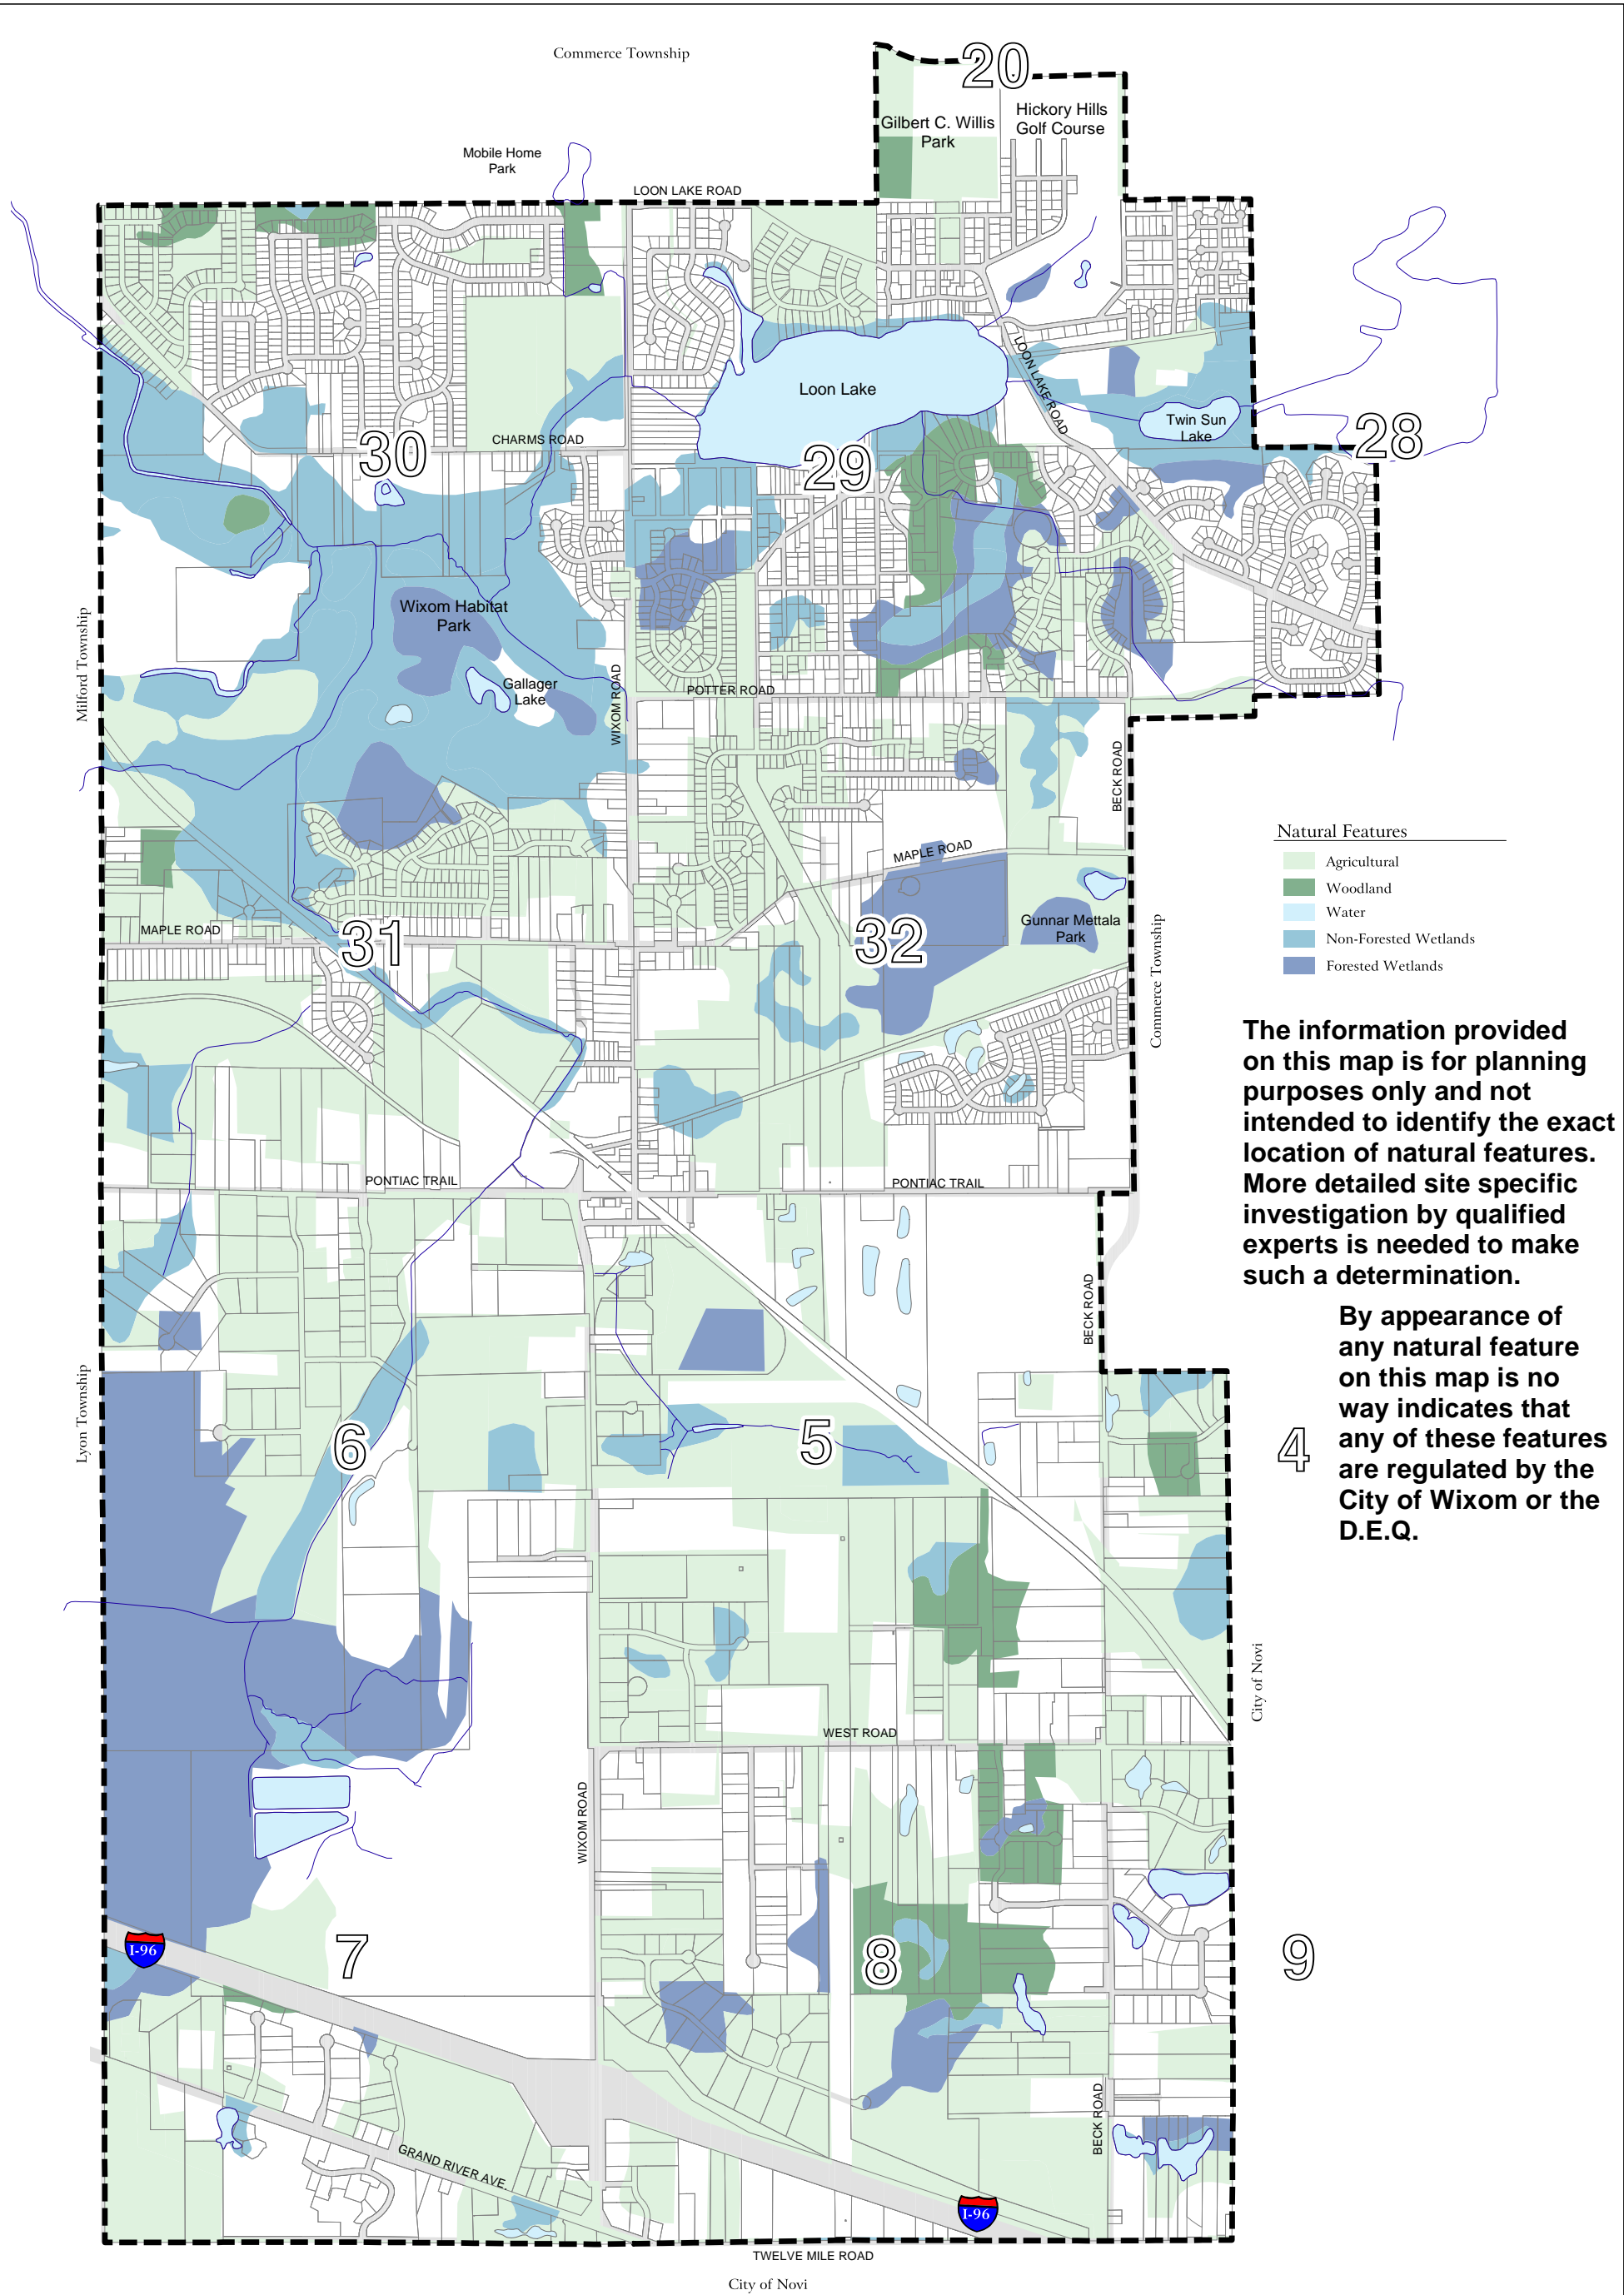 Commerce Township
20
Gilbert C. Willis
Park
Hickory Hills
Golf Course
Mobile Home
Park
LOON LAKE ROAD
Loon Lake
LOON LAKE ROAD
Twin Sun
Lake
28
30
CHARMS ROAD
29
Wixom Habitat
Park
Milford Township
Gallager
Lake
WIXOM ROAD
POTTER ROAD
BECK ROAD
Natural Features
Agricultural
Woodland
Water
Non-Forested Wetlands
Forested Wetlands
MAPLE ROAD
MAPLE ROAD
31
32
Gunnar Mettala
Park
Commerce Township
The information provided
on this map is for planning
purposes only and not
intended to identify the exact
location of natural features.
More detailed site specific
investigation by qualified
experts is needed to make
such a determination.
PONTIAC TRAIL
PONTIAC TRAIL
BECK ROAD
By appearance of
any natural feature
on this map is no
way indicates that
any of these features
are regulated by the
City of Wixom or the
D.E.Q.
Lyon Township
6
5
4
City of Novi
WEST ROAD
WIXOM ROAD
I-96
7
8
9
BECK ROAD
GRAND RIVER AVE.
I-96
TWELVE MILE ROAD
City of Novi